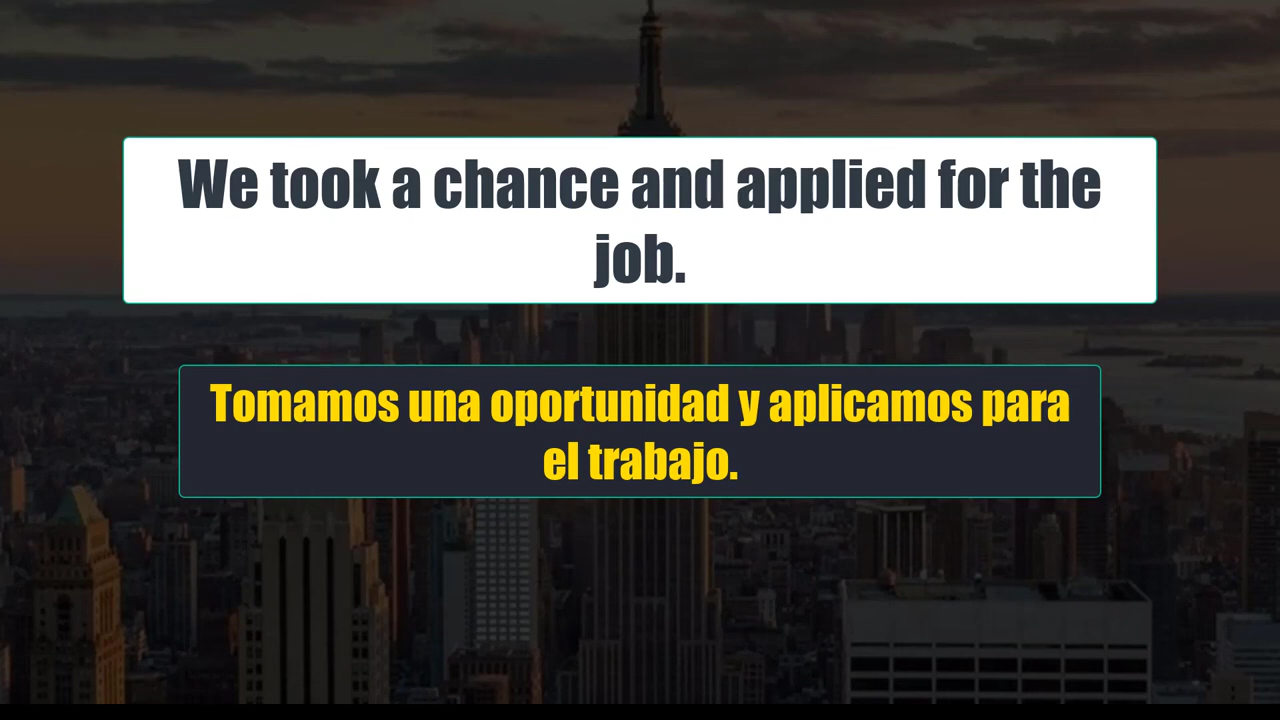 We took a chance and applied for the
job.
Tomamos una oportunidad y aplicamos para
el trabajo.